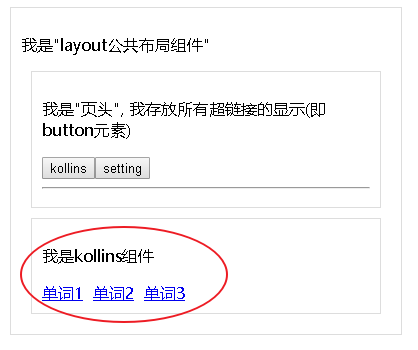 我是"layout公共布局组件"
我是"页头", 我存放所有超链接的显示(即
button元素)
kollins setting
我是kollins组件
单词1 单词2 单词3